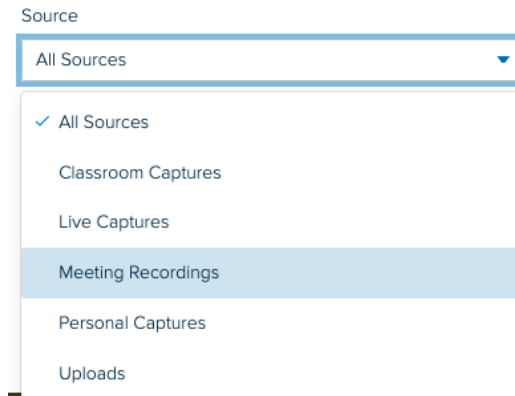 Source
All Sources
All Sources
Classroom Captures
Live Captures
Meeting Recordings
Personal Captures
Uploads